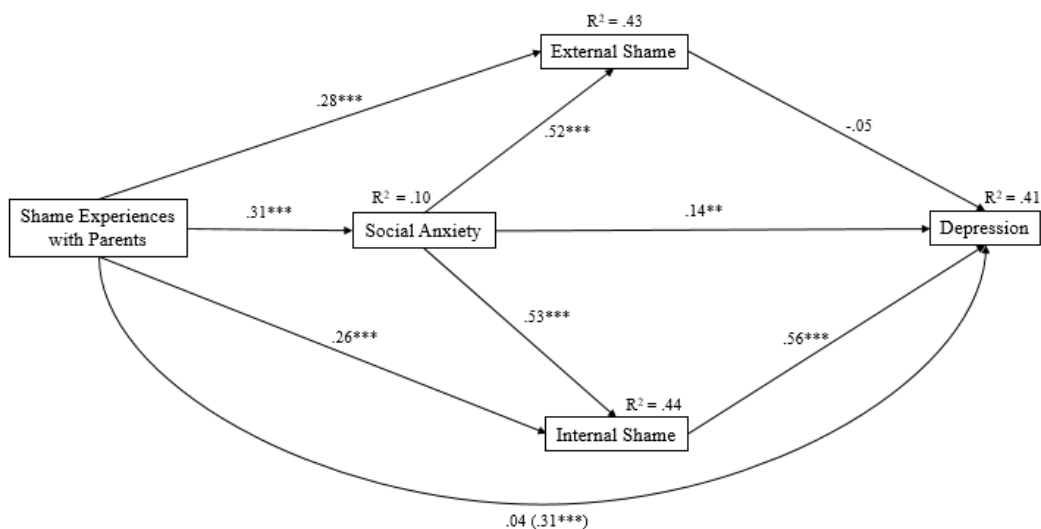 R² = .43
External Shame
.28***
.52***
-.05
Shame Experiences
with Parents
.31***
R² = .10
Social Anxiety
.14**
R² = .41
Depression
.26***
.53***
.56***
R² = .44
Internal Shame
.04 (.31***)